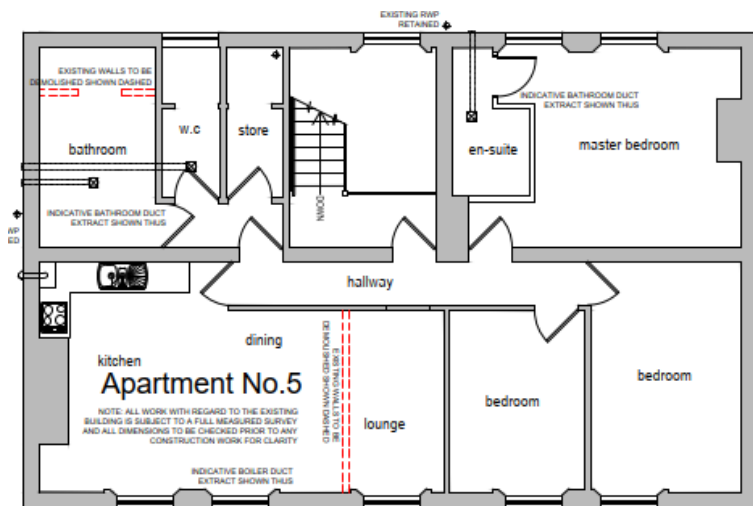 EXISTING RWP
RETAINED
EXISTING WALLS TO BE
DEMOLISHED SHOWN DASHED
INDICATIVE BATHROOM DUCT
EXTRACT SHOWN THUS
w.c
store
bathroom
en-suite
master bedroom
DOWN
INDICATIVE BATHROOM DUCT
EXTRACT SHOWN THUS
WP
ED
hallway
dining
kitchen
Apartment No.5
EXISTING WALLS TO BE
DEMOLISHED SHOWN DASHED
bedroom
bedroom
NOTE: ALL WORK WITH REGARD TO THE EXISTING
BUILDING IS SUBJECT TO A FULL MEASURED SURVEY
AND ALL DIMENSIONS TO BE CHECKED PRIOR TO ANY
CONSTRUCTION WORK FOR CLARITY
lounge
INDICATIVE BOILER DUCT
EXTRACT SHOWN THUS